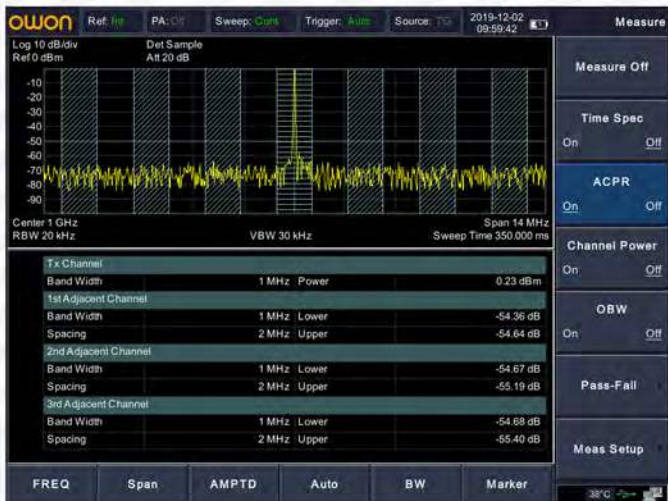 OWON Ref: Int PA: Off Sweep: Cont Trigger: Auto Source: TG 2019-12-02 09:59:42 Measure
Log 10 dB/div Det Sample
Ref 0 dBm Att 20 dB
-10
-20
-30
-40
-50
-60
-70
-80
-90
Center 1 GHz Span 14 MHz
RBW 20 kHz VBW 30 kHz Sweep Time 350.000 ms
Tx Channel
Band Width 1 MHz Power 0.23 dBm
1st Adjacent Channel
Band Width 1 MHz Lower -54.36 dB
Spacing 2 MHz Upper -54.64 dB
2nd Adjacent Channel
Band Width 1 MHz Lower -54.67 dB
Spacing 2 MHz Upper -55.19 dB
3rd Adjacent Channel
Band Width 1 MHz Lower -54.68 dB
Spacing 2 MHz Upper -55.40 dB
Measure Off
Time Spec
On Off
ACPR
On Off
Channel Power
On Off
OBW
On Off
Pass-Fail
Meas Setup
FREQ Span AMPTD Auto BW Marker
38°C